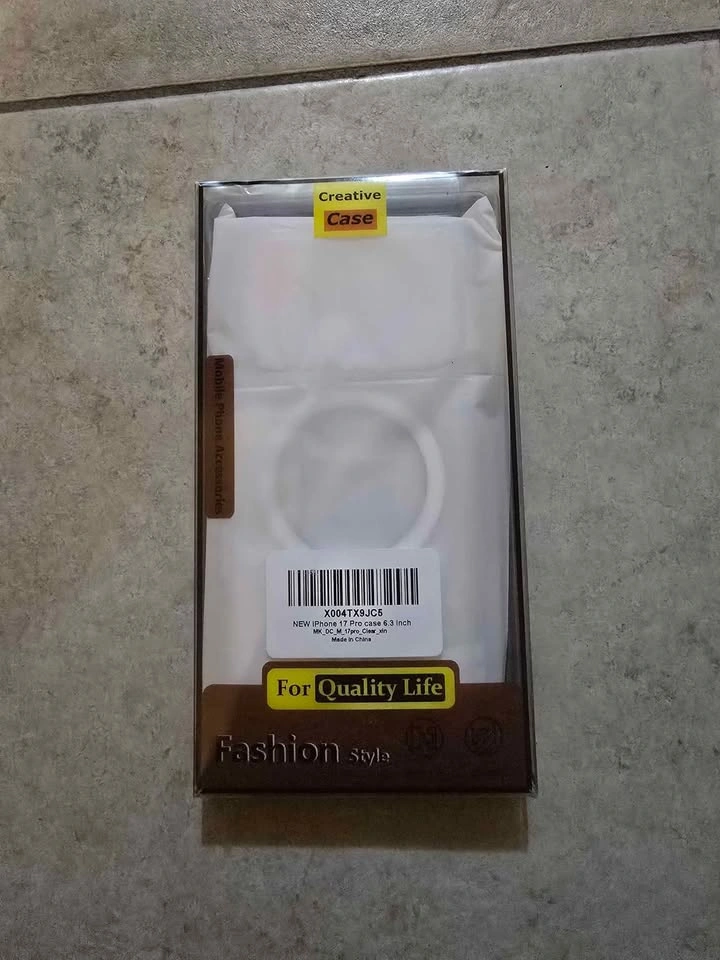 Creative
Case
Mobile Phone Accessories
X004TX9JC5
NEW iPhone 17 Pro case 6.3 Inch
MK_OC_M_17pro_Clear_xin
Made in China
For Quality Life
Fashion Style